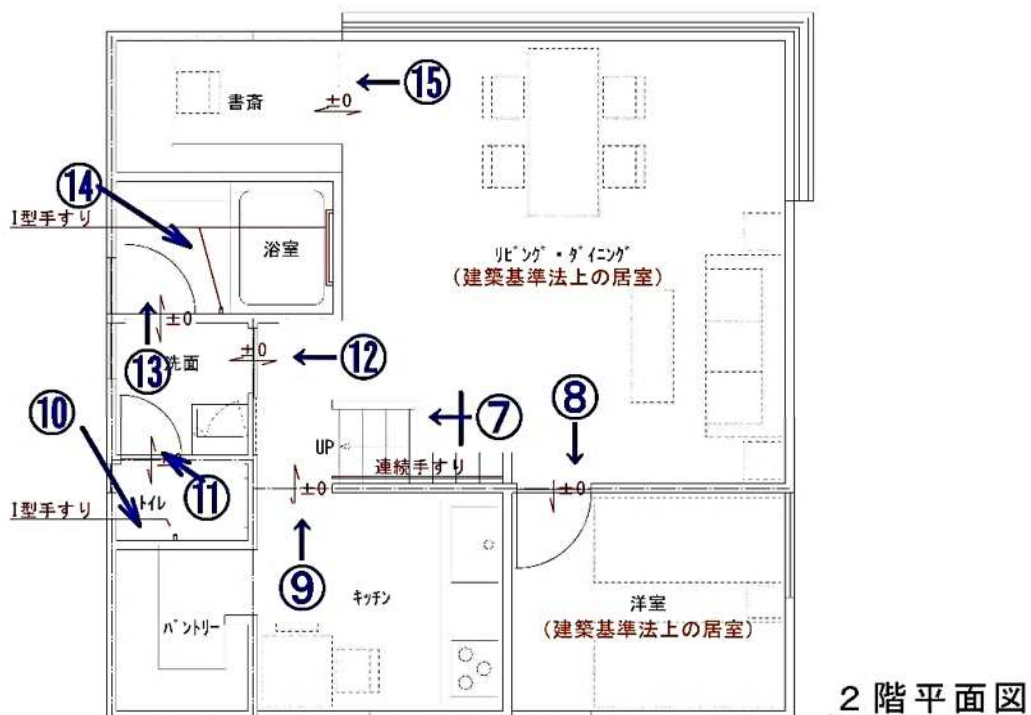 ⑮
±0
書斎
⑭
I型手すり
浴室
リビング・ダイニング
(建築基準法上の居室)
±0
±0
⑬
洗面
⑫
⑧
⑩
⑦
UP
連続手すり
±0
±0
±0
トイレ
⑪
I型手すり
⑨
キッチン
洋室
パントリー
(建築基準法上の居室)
2階平面図